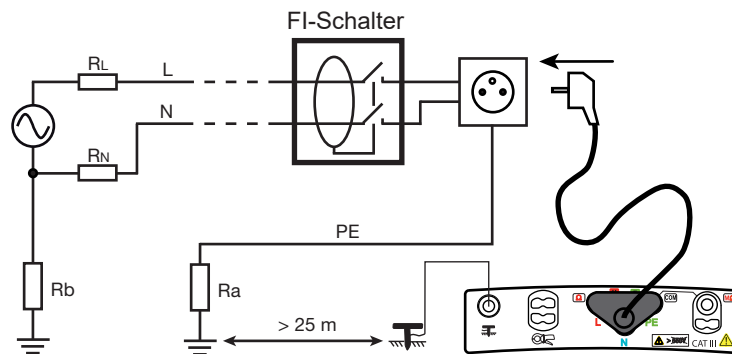 FI-Schalter
RL
L
N
RN
PE
Rb
Ra
> 25 m
Ω
COM
L
PE
N
CAT III